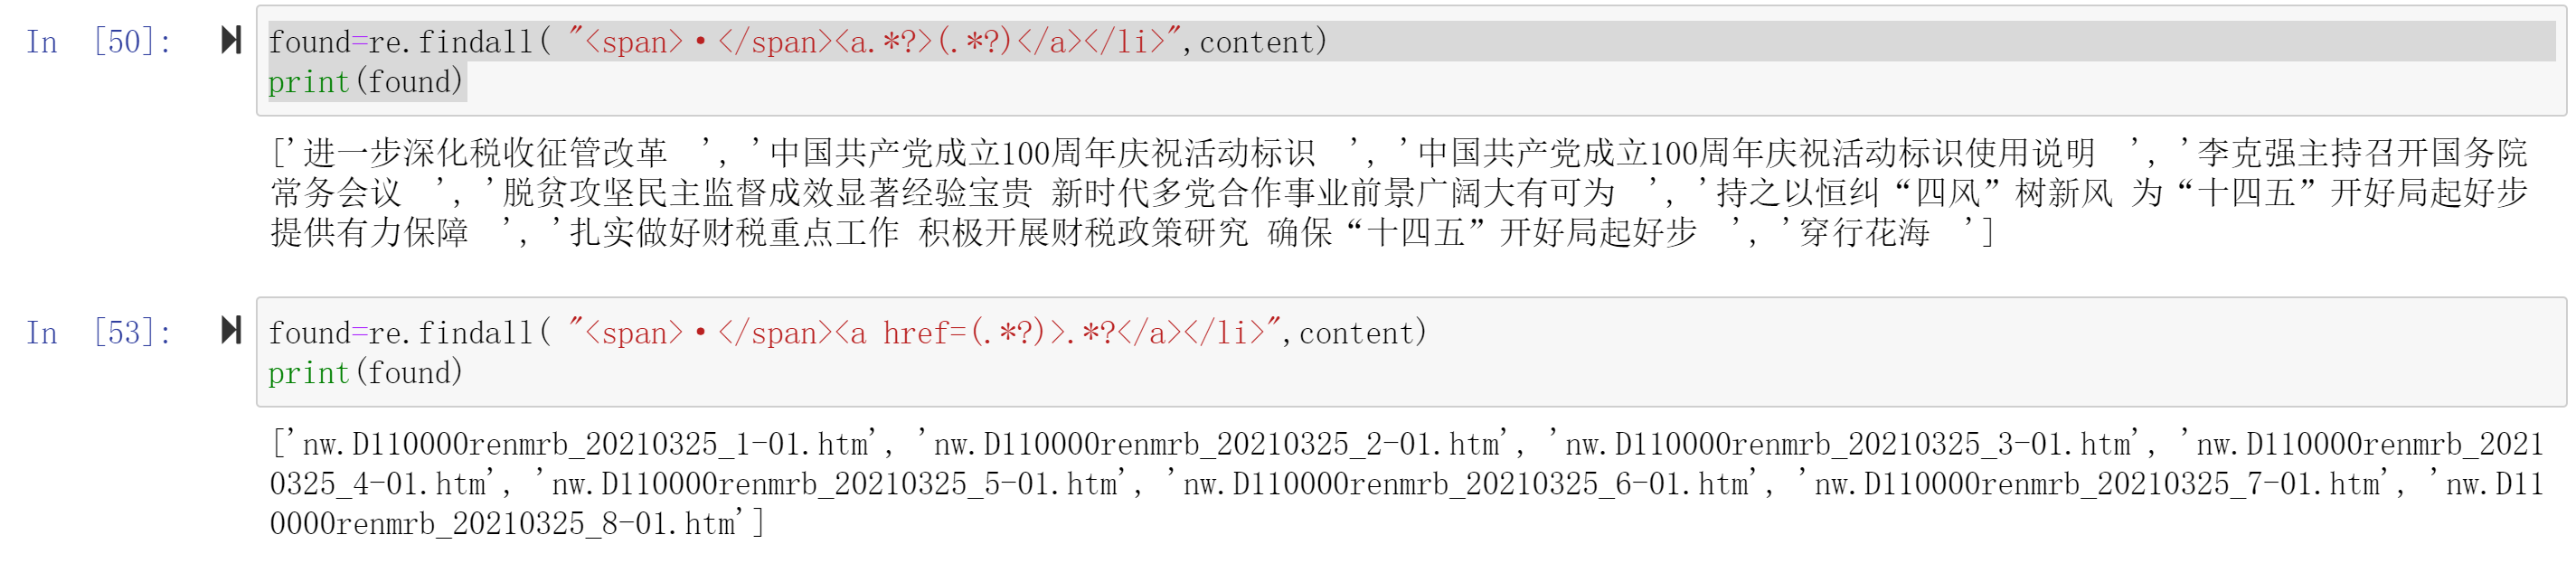 In [50]: found=re.findall( "<span>·</span><a.*?>(.*?)</a></li>",content)
print(found)
['进一步深化税收征管改革  ', '中国共产党成立100周年庆祝活动标识  ', '中国共产党成立100周年庆祝活动标识使用说明  ', '李克强主持召开国务院
常务会议  ', '脱贫攻坚民主监督成效显著经验宝贵 新时代多党合作事业前景广阔大有可为  ', '持之以恒纠“四风”树新风 为“十四五”开好局起好步
提供有力保障  ', '扎实做好财税重点工作 积极开展财税政策研究 确保“十四五”开好局起好步  ', '穿行花海  ']
In [53]: found=re.findall( "<span>·</span><a href=(.*?)>.*?</a></li>",content)
print(found)
['nw.D110000renmrb_20210325_1-01.htm', 'nw.D110000renmrb_20210325_2-01.htm', 'nw.D110000renmrb_20210325_3-01.htm', 'nw.D110000renmrb_2021
0325_4-01.htm', 'nw.D110000renmrb_20210325_5-01.htm', 'nw.D110000renmrb_20210325_6-01.htm', 'nw.D110000renmrb_20210325_7-01.htm', 'nw.D11
0000renmrb_20210325_8-01.htm']